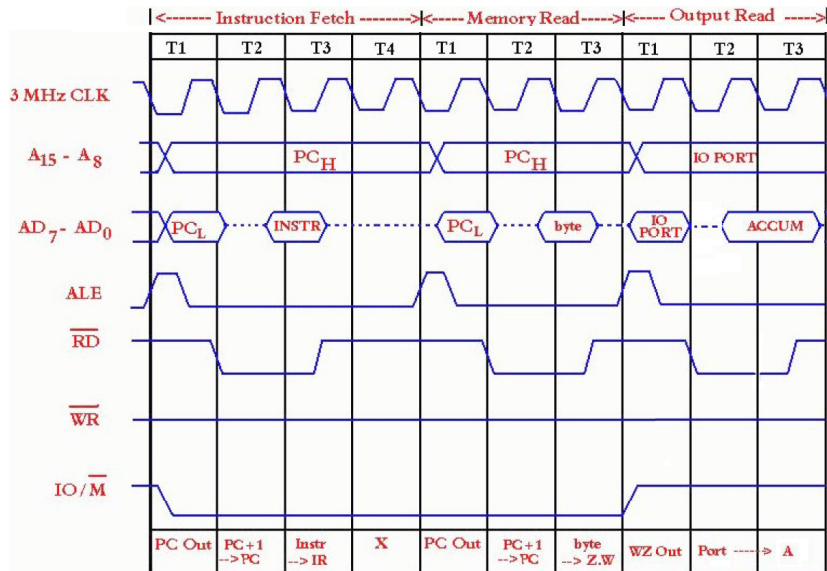 <------- Instruction Fetch -------> <---- Memory Read ----> <---- Output Read ---->
T1 T2 T3 T4 T1 T2 T3 T1 T2 T3
3 MHz CLK
A15 - A8 PCH PCH IO PORT
AD7 - AD0 PCL INSTR PCL byte IO PORT ACCUM
ALE
R̅D̅
W̅R̅
IO / M̅
PC Out PC+1 -->PC Instr --> IR X PC Out PC+1 -->PC byte --> Z.W WZ Out Port -----> A